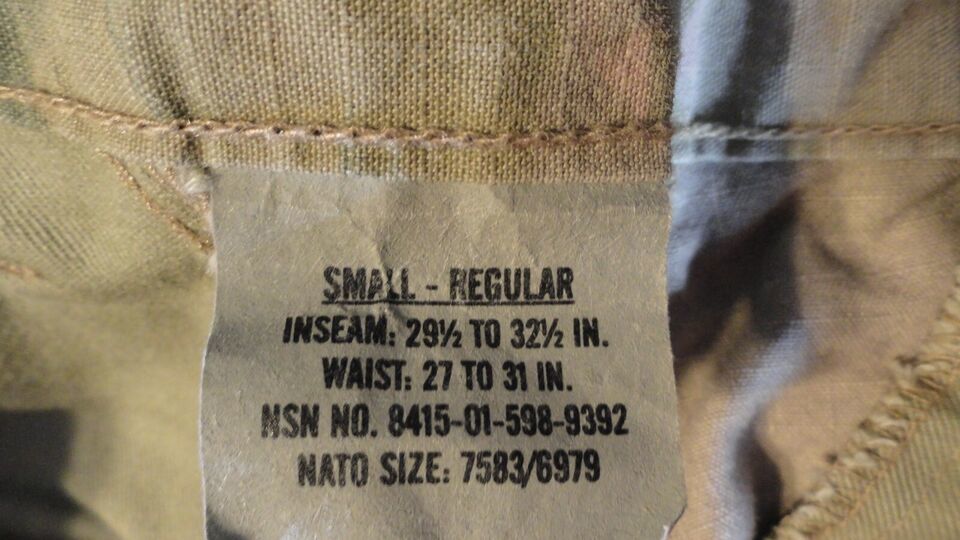 SMALL - REGULAR
INSEAM: 29½ TO 32½ IN.
WAIST: 27 TO 31 IN.
NSN NO. 8415-01-598-9392
NATO SIZE: 7583/6979